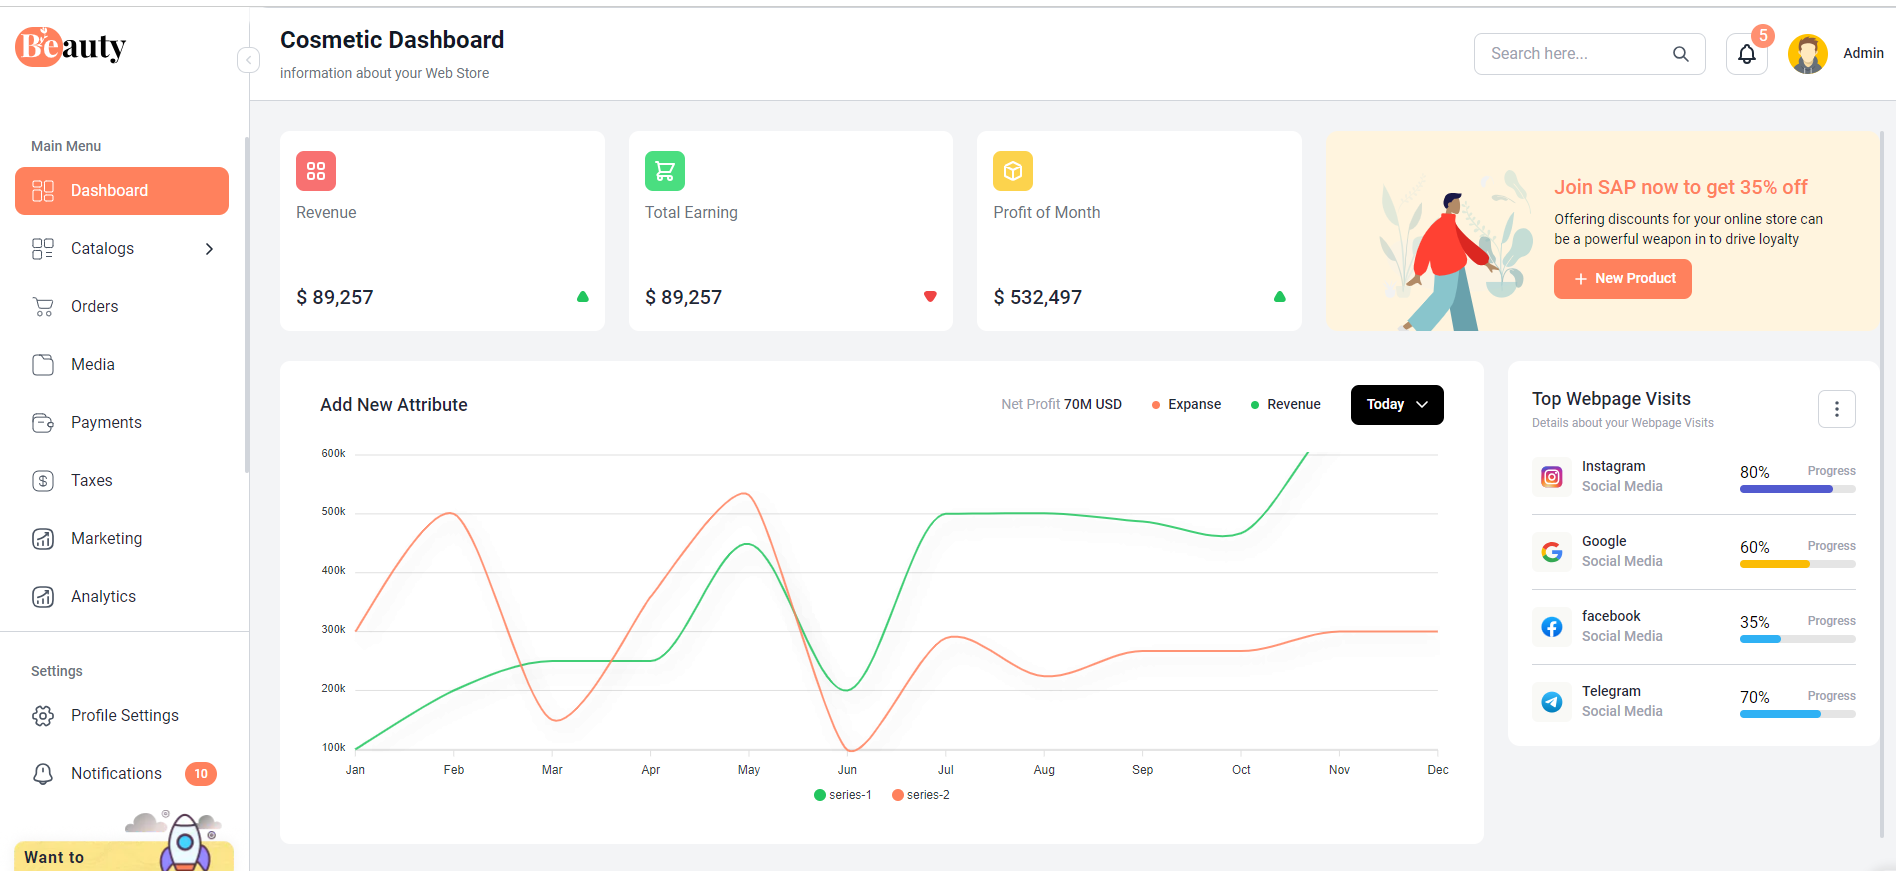 Beauty
Cosmetic Dashboard
information about your Web Store
Search here...
5
Admin
Main Menu
Dashboard
Catalogs
Orders
Media
Payments
Taxes
Marketing
Analytics
Settings
Profile Settings
Notifications
10
Want to
Revenue
$ 89,257
Total Earning
$ 89,257
Profit of Month
$ 532,497
Join SAP now to get 35% off
Offering discounts for your online store can
be a powerful weapon in to drive loyalty
+ New Product
Add New Attribute
Net Profit 70M USD
Expanse
Revenue
Today
600k
500k
400k
300k
200k
100k
Jan Feb Mar Apr May Jun Jul Aug Sep Oct Nov Dec
series-1 series-2
Top Webpage Visits
Details about your Webpage Visits
Instagram
Social Media
80% Progress
Google
Social Media
60% Progress
facebook
Social Media
35% Progress
Telegram
Social Media
70% Progress